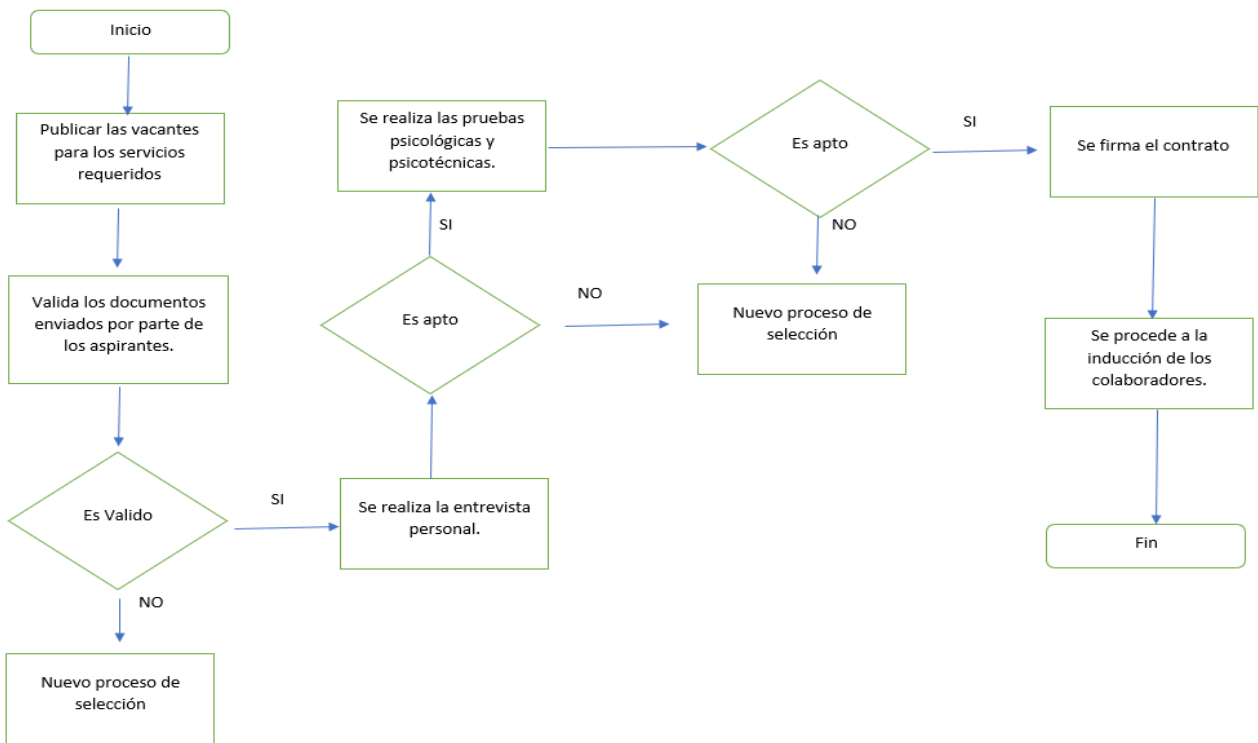 Inicio
Publicar las vacantes
para los servicios
requeridos
Valida los documentos
enviados por parte de
los aspirantes.
Es Valido
SI
NO
Nuevo proceso de
selección
Se realiza la entrevista
personal.
Es apto
SI
NO
Se realiza las pruebas
psicológicas y
psicotécnicas.
Es apto
SI
NO
Nuevo proceso de
selección
Se firma el contrato
Se procede a la
inducción de los
colaboradores.
Fin